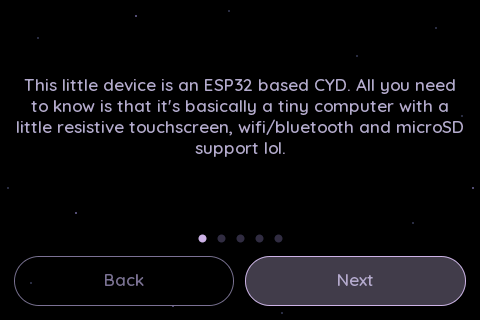 This little device is an ESP32 based CYD. All you need
to know is that it's basically a tiny computer with a
little resistive touchscreen, wifi/bluetooth and microSD
support lol.
Back
Next